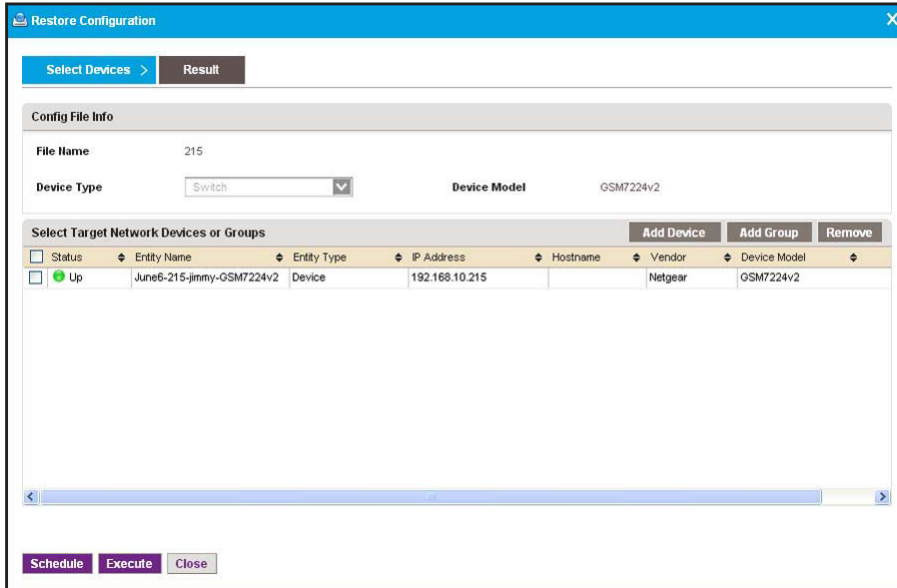 Restore Configuration X
Select Devices > Result
Config File Info
File Name 215
Device Type Switch Device Model GSM7224v2
Select Target Network Devices or Groups Add Device Add Group Remove
Status Entity Name Entity Type IP Address Hostname Vendor Device Model
Up June6-215-jimmy-GSM7224v2 Device 192.168.10.215 Netgear GSM7224v2
Schedule Execute Close